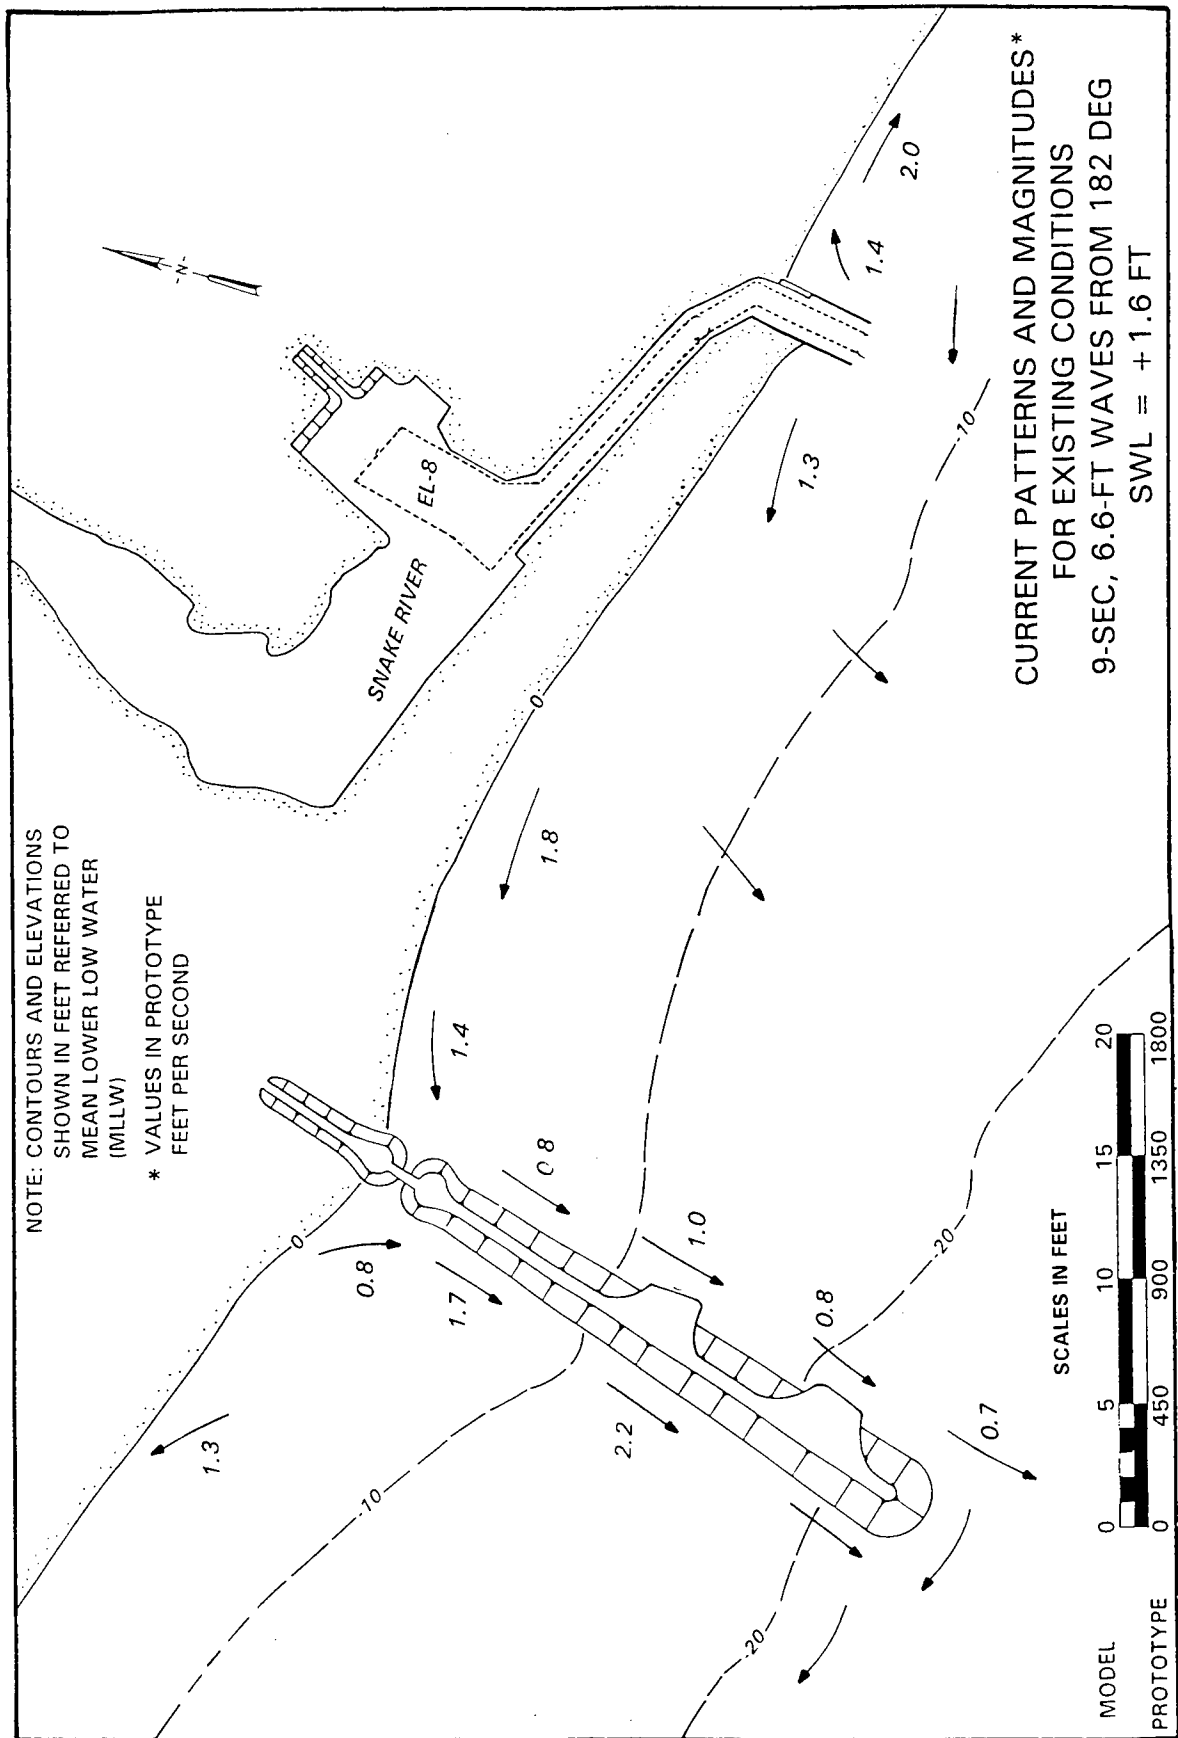 NOTE: CONTOURS AND ELEVATIONS
SHOWN IN FEET REFERRED TO
MEAN LOWER LOW WATER
(MLLW)
* VALUES IN PROTOTYPE
FEET PER SECOND
-N-
SNAKE RIVER
EL-8
0
0
1.3
0.8
1.7
2.2
1.4
1.8
1.3
1.4
2.0
0.8
1.0
0.8
0.7
-10
-10
-20
-20
SCALES IN FEET
MODEL 0 5 10 15 20
PROTOTYPE 0 450 900 1350 1800
CURRENT PATTERNS AND MAGNITUDES*
FOR EXISTING CONDITIONS
9-SEC, 6.6-FT WAVES FROM 182 DEG
SWL = +1.6 FT